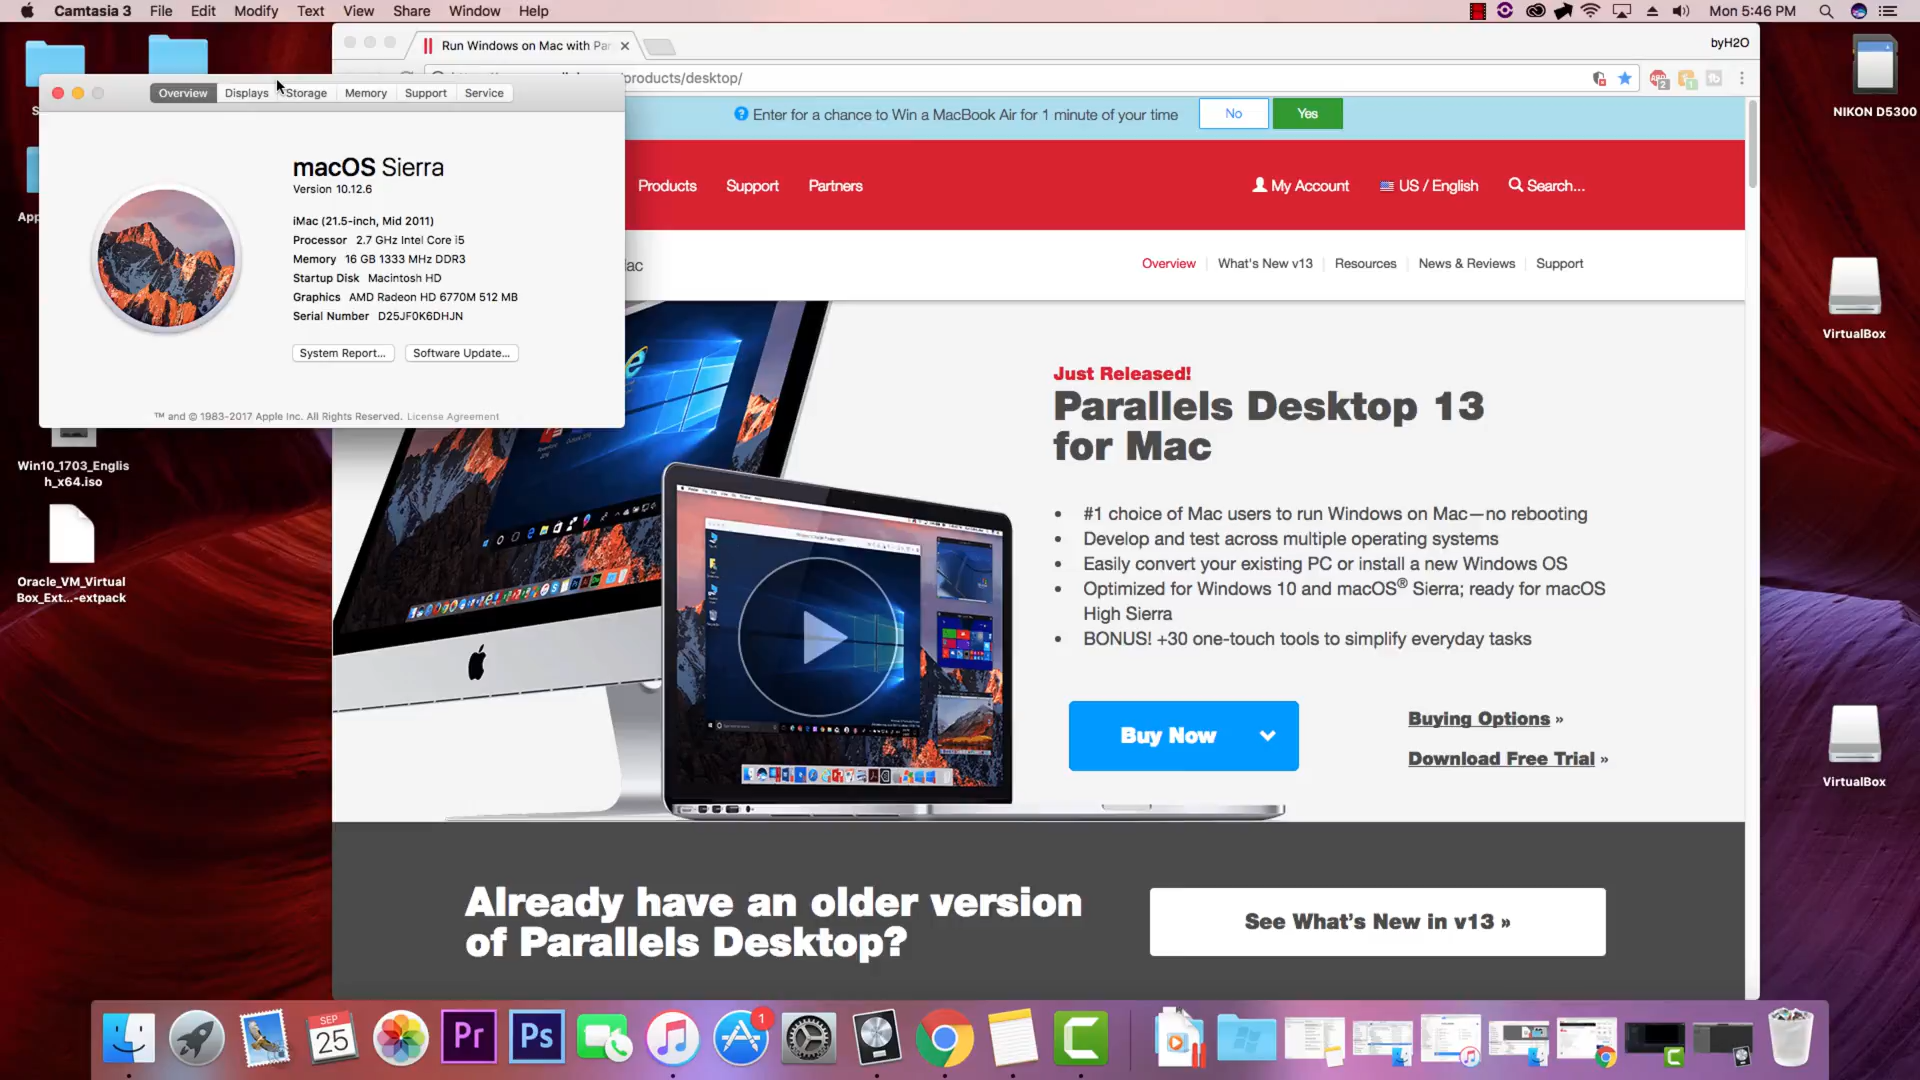 Camtasia 3 File Edit Modify Text View Share Window Help
Mon 5:46 PM
Run Windows on Mac with Par
byH2O
products/desktop/
Overview Displays Storage Memory Support Service
macOS Sierra
Version 10.12.6
iMac (21.5-inch, Mid 2011)
Processor 2.7 GHz Intel Core i5
Memory 16 GB 1333 MHz DDR3
Startup Disk Macintosh HD
Graphics AMD Radeon HD 6770M 512 MB
Serial Number D25JF0K6DHJN
System Report... Software Update...
™ and © 1983-2017 Apple Inc. All Rights Reserved. License Agreement
Enter for a chance to Win a MacBook Air for 1 minute of your time
No Yes
Products Support Partners
My Account US / English Search...
Overview What's New v13 Resources News & Reviews Support
Just Released!
Parallels Desktop 13
for Mac
• #1 choice of Mac users to run Windows on Mac—no rebooting
• Develop and test across multiple operating systems
• Easily convert your existing PC or install a new Windows OS
• Optimized for Windows 10 and macOS® Sierra; ready for macOS
High Sierra
• BONUS! +30 one-touch tools to simplify everyday tasks
Buy Now
Buying Options »
Download Free Trial »
Already have an older version
of Parallels Desktop?
See What's New in v13 »
Win10_1703_Englis
h_x64.iso
Oracle_VM_Virtual
Box_Ext...-extpack
NIKON D5300
VirtualBox
VirtualBox
SEP
25
Pr
Ps
1